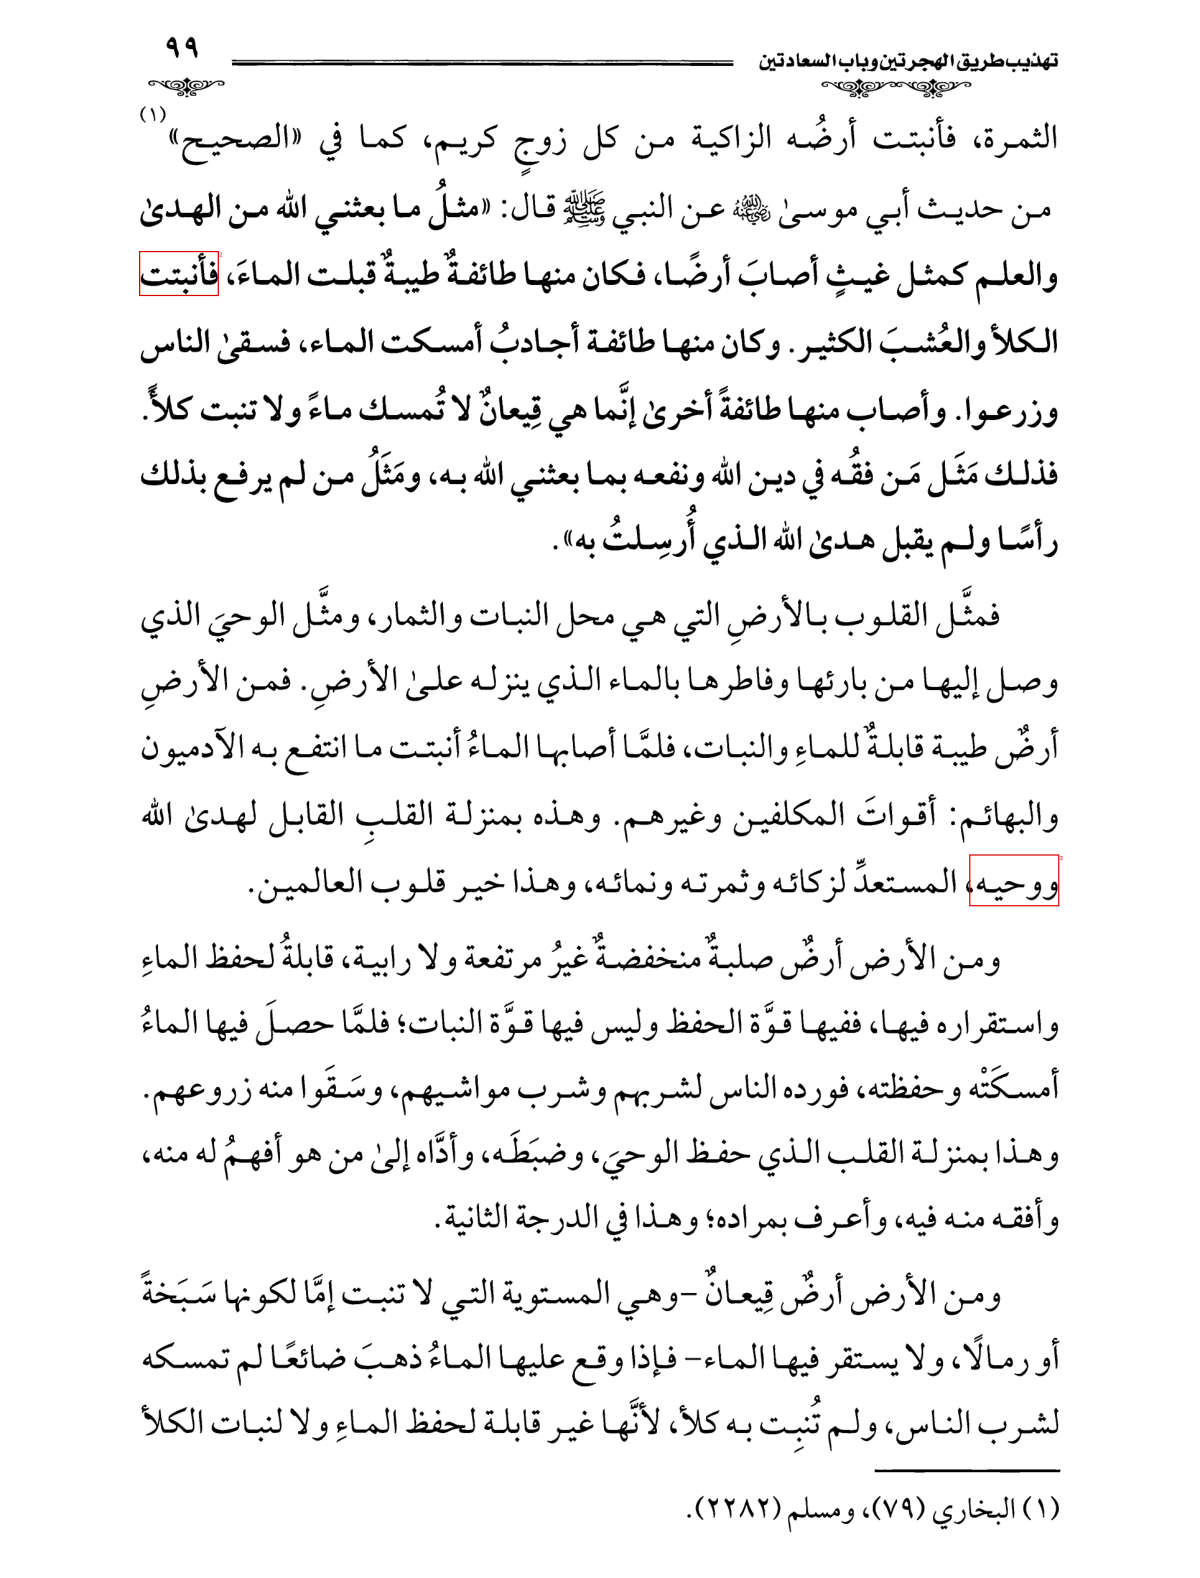 تهذيب طريق الهجرتين وباب السعادتين
٩٩
الثمرة، فأنبتت أرضُه الزاكية من كل زوجٍ كريم، كما في «الصحيح»(١)
من حديث أبي موسىٰ ﵁ عن النبي ﷺ قال: «مثلُ ما بعثني الله من الهدىٰ
والعلم كمثل غيثٍ أصابَ أرضًا، فكان منها طائفةٌ طيبةٌ قبلت الماءَ، فأنبتت
الكلأ والعُشبَ الكثير. وكان منها طائفة أجادبُ أمسكت الماء، فسقىٰ الناس
وزرعوا. وأصاب منها طائفةً أخرىٰ إنَّما هي قِيعانٌ لا تُمسك ماءً ولا تنبت كلأً.
فذلك مَثَل مَن فقُه في دين الله ونفعه بما بعثني الله به، ومَثَلُ من لم يرفع بذلك
رأسًا ولم يقبل هدىٰ الله الذي أُرسِلتُ به».
فمثَّل القلوب بالأرضِ التي هي محل النبات والثمار، ومثَّل الوحيَ الذي
وصل إليها من بارئها وفاطرها بالماء الذي ينزله علىٰ الأرضِ. فمن الأرضِ
أرضٌ طيبة قابلةٌ للماءِ والنبات، فلمَّا أصابها الماءُ أنبتت ما انتفع به الآدميون
والبهائم: أقواتَ المكلفين وغيرهم. وهذه بمنزلة القلبِ القابل لهدىٰ الله
ووحيه، المستعدِّ لزكائه وثمرته ونمائه، وهذا خير قلوب العالمين.
ومن الأرض أرضٌ صلبةٌ منخفضةٌ غيرُ مرتفعة ولا رابية، قابلةُ لحفظ الماءِ
واستقراره فيها، ففيها قوَّة الحفظ وليس فيها قوَّة النبات؛ فلمَّا حصلَ فيها الماءُ
أمسكَتْه وحفظته، فورده الناس لشربهم وشرب مواشيهم، وسَقَوا منه زروعهم.
وهذا بمنزلة القلب الذي حفظ الوحيَ، وضبَطَه، وأدَّاه إلىٰ من هو أفهمُ له منه،
وأفقه منه فيه، وأعرف بمراده؛ وهذا في الدرجة الثانية.
ومن الأرض أرضٌ قِيعانٌ -وهي المستوية التي لا تنبت إمَّا لكونها سَبَخةً
أو رمالًا، ولا يستقر فيها الماء- فإذا وقع عليها الماءُ ذهبَ ضائعًا لم تمسكه
لشرب الناس، ولم تُنبِت به كلأ، لأنَّها غير قابلة لحفظ الماءِ ولا لنبات الكلأ
(١) البخاري (٧٩)، ومسلم (٢٢٨٢).